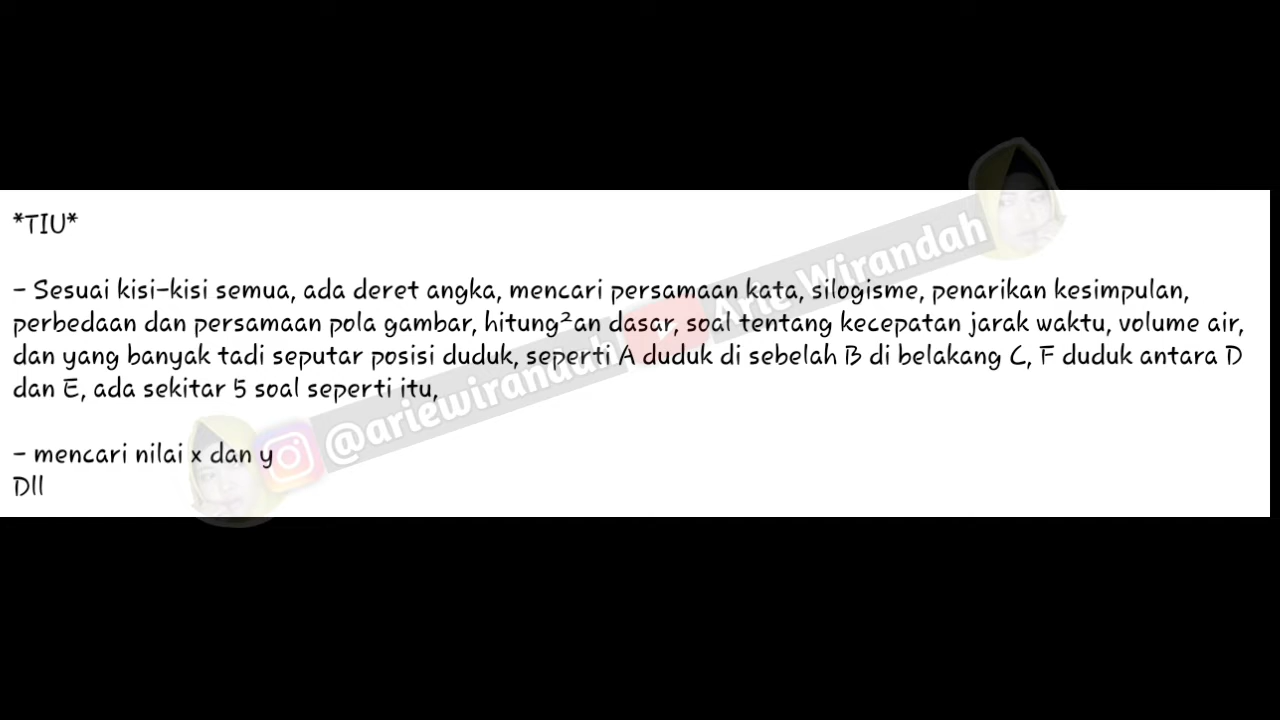 *TIU*
- Sesuai kisi-kisi semua, ada deret angka, mencari persamaan kata, silogisme, penarikan kesimpulan,
perbedaan dan persamaan pola gambar, hitung²an dasar, soal tentang kecepatan jarak waktu, volume air,
dan yang banyak tadi seputar posisi duduk, seperti A duduk di sebelah B di belakang C, F duduk antara D
dan E, ada sekitar 5 soal seperti itu,
- mencari nilai x dan y
Dll
@ariewirandah
Arie Wirandah